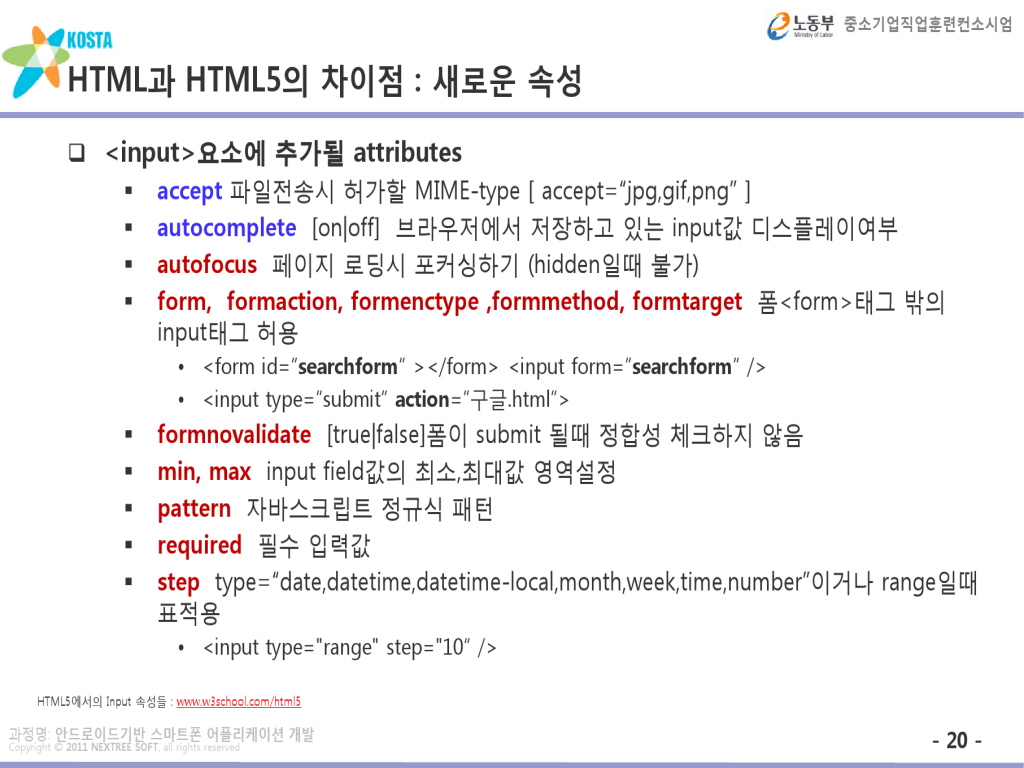 노동부 중소기업직업훈련컨소시엄
Ministry of Labor
KOSTA
HTML과 HTML5의 차이점 : 새로운 속성
❑ <input>요소에 추가될 attributes
▪ accept 파일전송시 허가할 MIME-type [ accept=“jpg,gif,png” ]
▪ autocomplete [on|off] 브라우저에서 저장하고 있는 input값 디스플레이여부
▪ autofocus 페이지 로딩시 포커싱하기 (hidden일때 불가)
▪ form, formaction, formenctype ,formmethod, formtarget 폼<form>태그 밖의
input태그 허용
• <form id=“searchform” ></form> <input form=“searchform” />
• <input type=“submit” action=“구글.html”>
▪ formnovalidate [true|false]폼이 submit 될때 정합성 체크하지 않음
▪ min, max input field값의 최소,최대값 영역설정
▪ pattern 자바스크립트 정규식 패턴
▪ required 필수 입력값
▪ step type=“date,datetime,datetime-local,month,week,time,number”이거나 range일때
표적용
• <input type="range" step="10“ />
HTML5에서의 Input 속성들 : www.w3school.com/html5
과정명: 안드로이드기반 스마트폰 어플리케이션 개발
Copyright © 2011 NEXTREE SOFT, all rights reserved
- 20 -